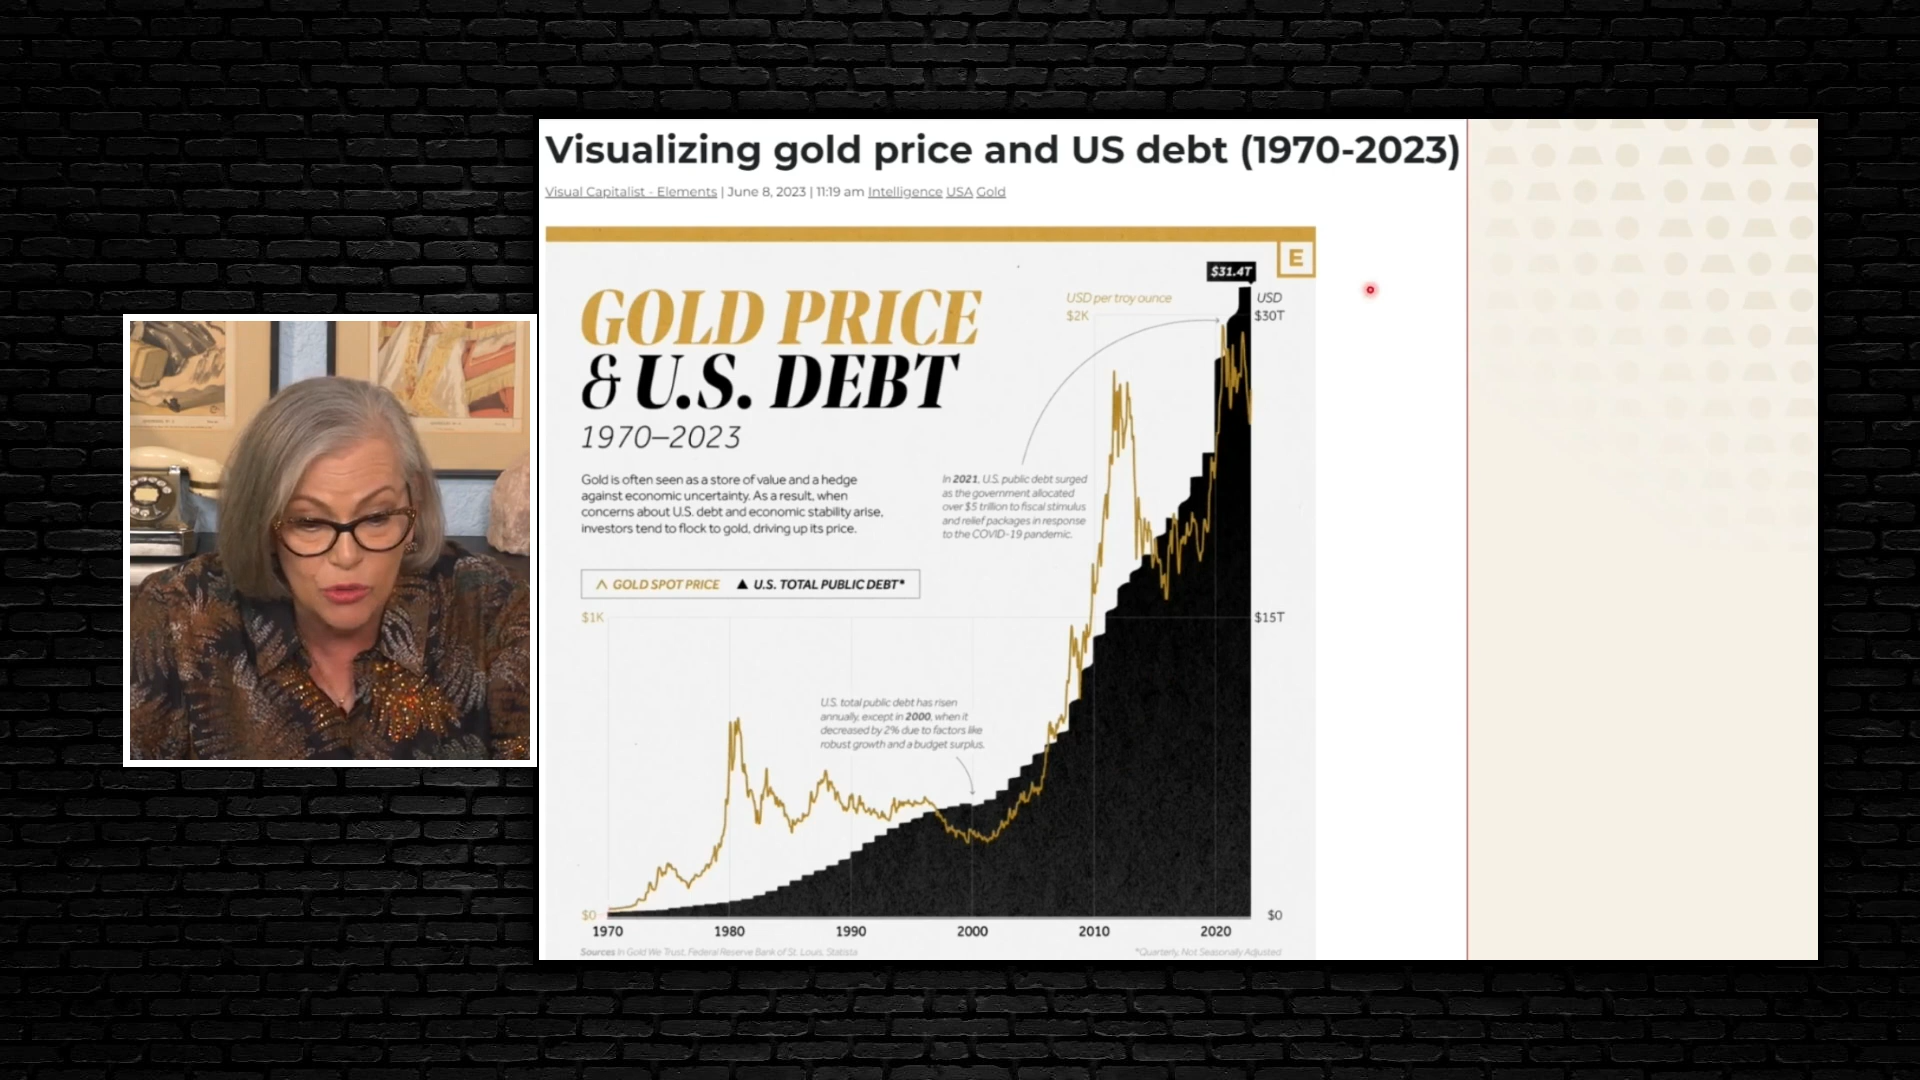 Visualizing gold price and US debt (1970-2023)
Visual Capitalist - Elements | June 8, 2023 | 11:19 am Intelligence USA Gold
E
$31.4T
GOLD PRICE
& U.S. DEBT
1970–2023
USD per troy ounce
$2K
USD
$30T
Gold is often seen as a store of value and a hedge
against economic uncertainty. As a result, when
concerns about U.S. debt and economic stability arise,
investors tend to flock to gold, driving up its price.
In 2021, U.S. public debt surged
as the government allocated
over $5 trillion to fiscal stimulus
and relief packages in response
to the COVID-19 pandemic.
GOLD SPOT PRICE ▲ U.S. TOTAL PUBLIC DEBT*
$1K
$15T
U.S. total public debt has risen
annually, except in 2000, when it
decreased by 2% due to factors like
robust growth and a budget surplus.
$0
$0
1970 1980 1990 2000 2010 2020
Sources In Gold We Trust, Federal Reserve Bank of St. Louis, Statista
*Quarterly, Not Seasonally Adjusted